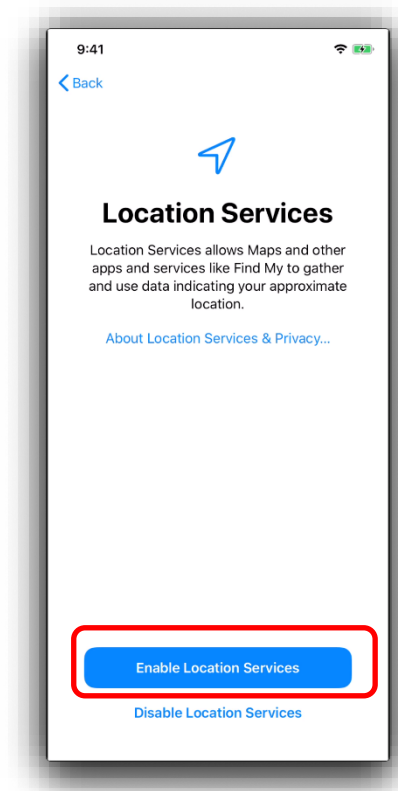 9:41
Back
Location Services
Location Services allows Maps and other
apps and services like Find My to gather
and use data indicating your approximate
location.
About Location Services & Privacy...
Enable Location Services
Disable Location Services